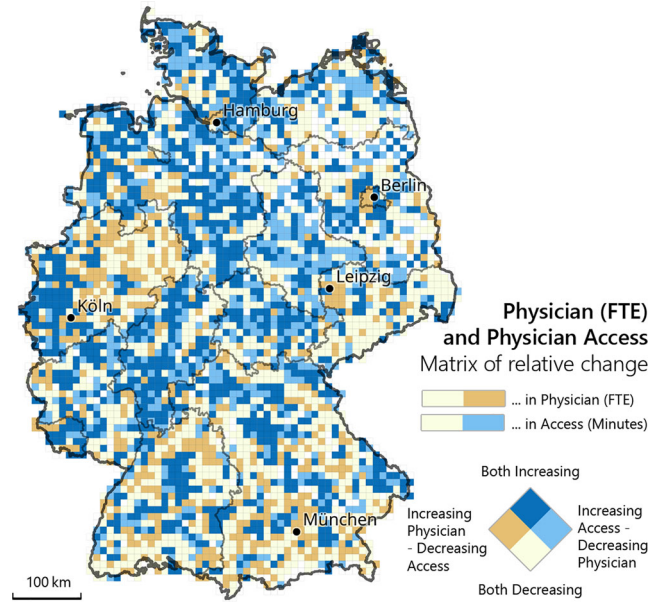 Hamburg
Berlin
Leipzig
Köln
Physician (FTE)
and Physician Access
Matrix of relative change
... in Physician (FTE)
... in Access (Minutes)
Both Increasing
Increasing
Physician
- Decreasing
Access
Increasing
Access -
Decreasing
Physician
Both Decreasing
München
100 km